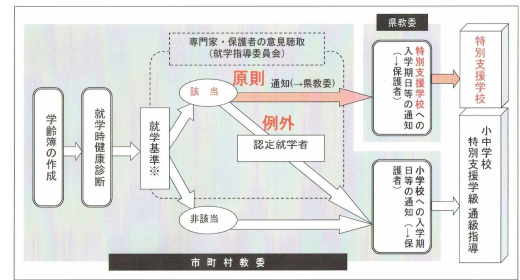 県教委
専門家・保護者の意見聴取
（就学指導委員会）
学齢簿の作成
就学時健康診断
就学基準※
該当
原則
通知（→県教委）
例外
認定就学者
非該当
特別支援学校への
入学期日等の通知
（→保護者）
特別支援学校
小学校への入学期
日等の通知（→保
護者）
小中学校
特別支援学級 通級指導
市町村教委